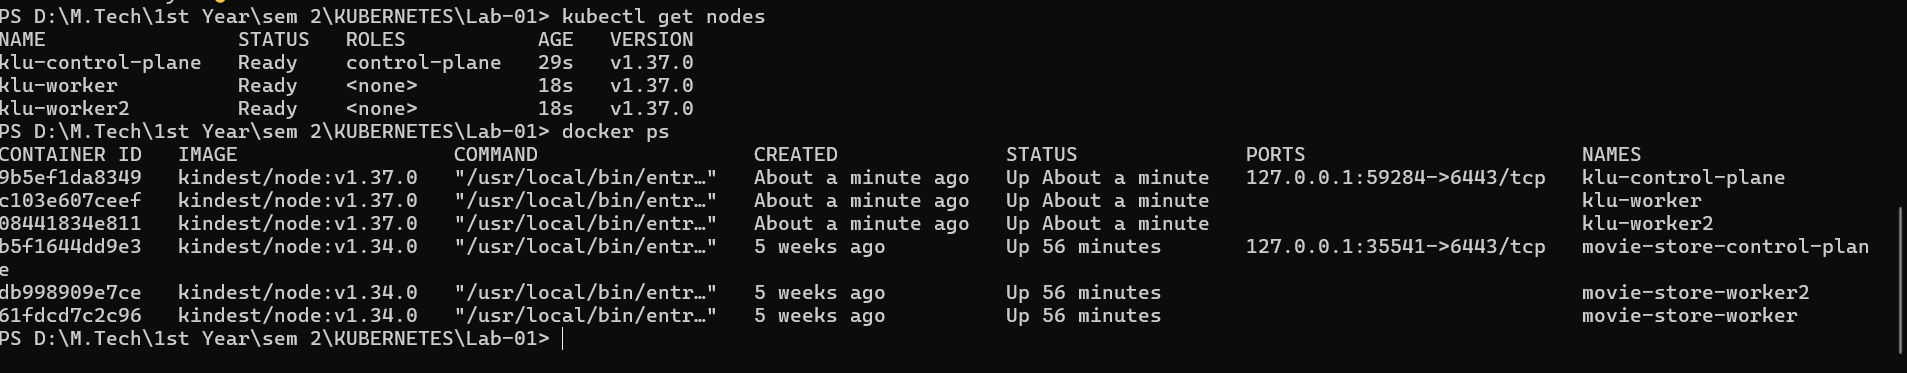 PS D:\M.Tech\1st Year\sem 2\KUBERNETES\Lab-01> kubectl get nodes
NAME                STATUS   ROLES           AGE   VERSION
klu-control-plane   Ready    control-plane   29s   v1.37.0
klu-worker          Ready    <none>          18s   v1.37.0
klu-worker2         Ready    <none>          18s   v1.37.0
PS D:\M.Tech\1st Year\sem 2\KUBERNETES\Lab-01> docker ps
CONTAINER ID   IMAGE                  COMMAND                  CREATED              STATUS              PORTS                       NAMES
9b5ef1da8349   kindest/node:v1.37.0   "/usr/local/bin/entr…"   About a minute ago   Up About a minute   127.0.0.1:59284->6443/tcp   klu-control-plane
c103e607ceef   kindest/node:v1.37.0   "/usr/local/bin/entr…"   About a minute ago   Up About a minute                               klu-worker
08441834e811   kindest/node:v1.37.0   "/usr/local/bin/entr…"   About a minute ago   Up About a minute                               klu-worker2
b5f1644dd9e3   kindest/node:v1.34.0   "/usr/local/bin/entr…"   5 weeks ago          Up 56 minutes       127.0.0.1:35541->6443/tcp   movie-store-control-plan
e
db998909e7ce   kindest/node:v1.34.0   "/usr/local/bin/entr…"   5 weeks ago          Up 56 minutes                                   movie-store-worker2
61fdcd7c2c96   kindest/node:v1.34.0   "/usr/local/bin/entr…"   5 weeks ago          Up 56 minutes                                   movie-store-worker
PS D:\M.Tech\1st Year\sem 2\KUBERNETES\Lab-01>